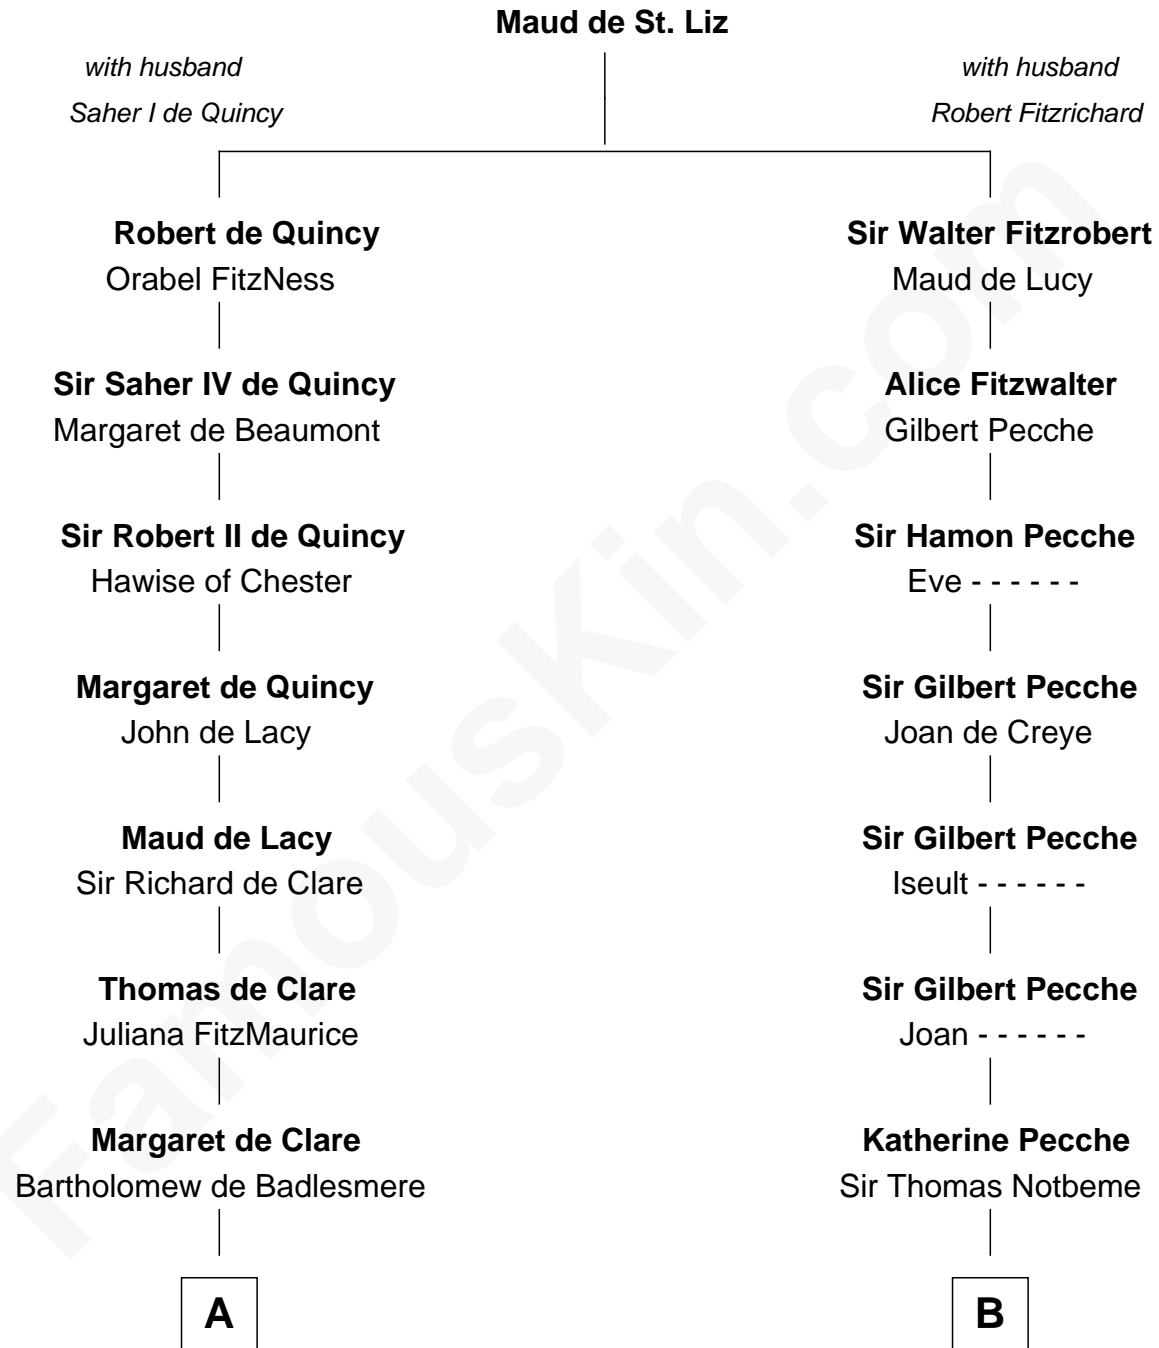 Maud de St. Liz
with husband
Saher I de Quincy
with husband
Robert Fitzrichard
Robert de Quincy
Orabel FitzNess
Sir Walter Fitzrobert
Maud de Lucy
Sir Saher IV de Quincy
Margaret de Beaumont
Alice Fitzwalter
Gilbert Pecche
Sir Robert II de Quincy
Hawise of Chester
Sir Hamon Pecche
Eve - - - - - -
Margaret de Quincy
John de Lacy
Sir Gilbert Pecche
Joan de Creye
Maud de Lacy
Sir Richard de Clare
Sir Gilbert Pecche
Iseult - - - - - -
Thomas de Clare
Juliana FitzMaurice
Sir Gilbert Pecche
Joan - - - - - -
Margaret de Clare
Bartholomew de Badlesmere
Katherine Pecche
Sir Thomas Notbeme
A
B
FamousKin.com